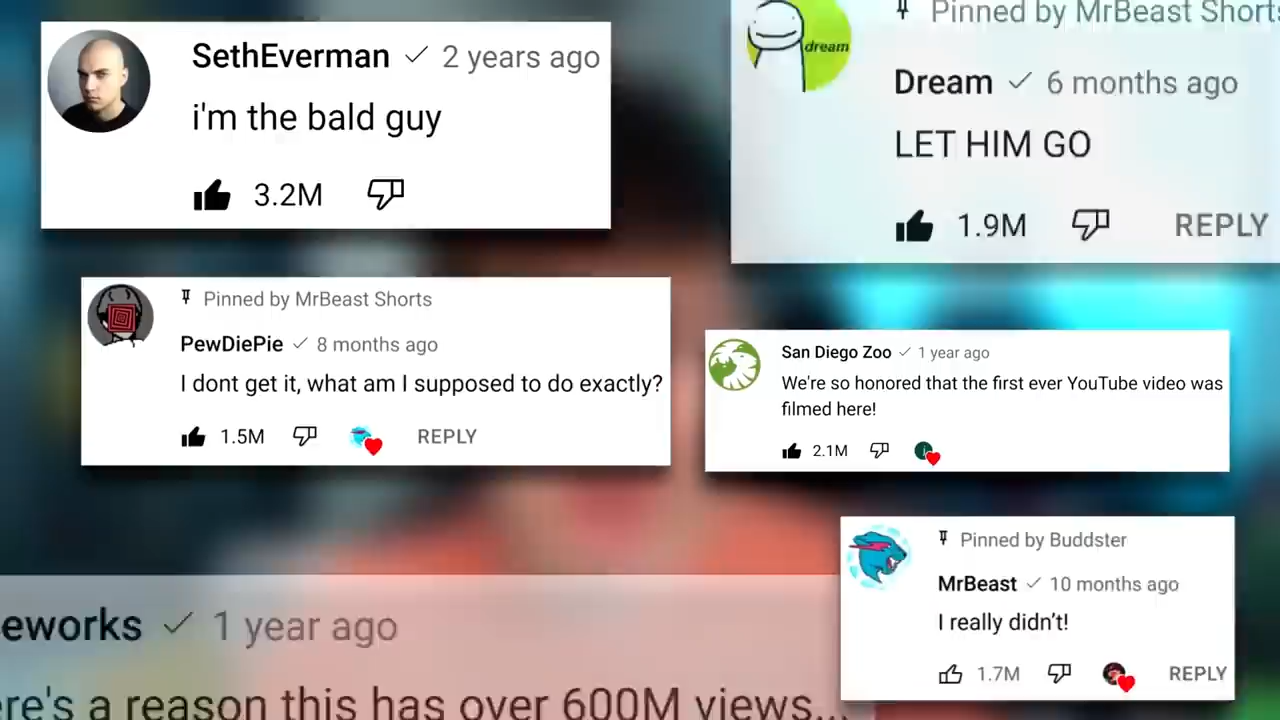 SethEverman 2 years ago
i'm the bald guy
3.2M
Pinned by MrBeast Shorts
dream
Dream 6 months ago
LET HIM GO
1.9M REPLY
Pinned by MrBeast Shorts
PewDiePie 8 months ago
I dont get it, what am I supposed to do exactly?
1.5M REPLY
San Diego Zoo 1 year ago
We're so honored that the first ever YouTube video was
filmed here!
2.1M
Pinned by Buddster
MrBeast 10 months ago
I really didn't!
1.7M REPLY
eworks 1 year ago
ere's a reason this has over 600M views...